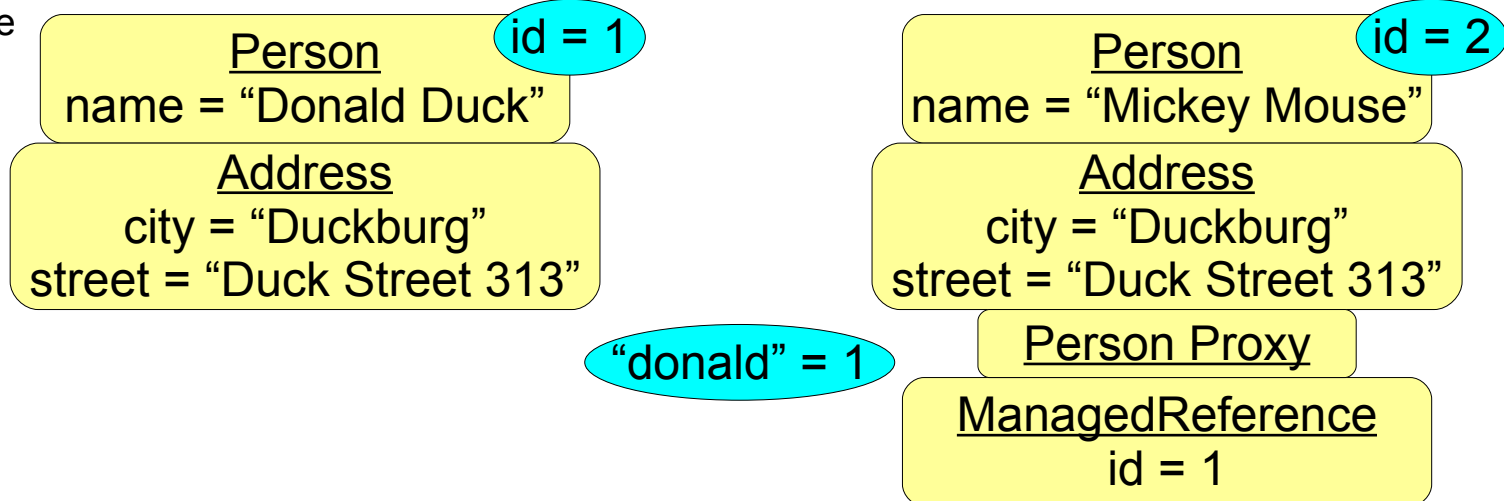 e
Person
id = 1
name = “Donald Duck”
Address
city = “Duckburg”
street = “Duck Street 313”
Person
id = 2
name = “Mickey Mouse”
Address
city = “Duckburg”
street = “Duck Street 313”
“donald” = 1
Person Proxy
ManagedReference
id = 1